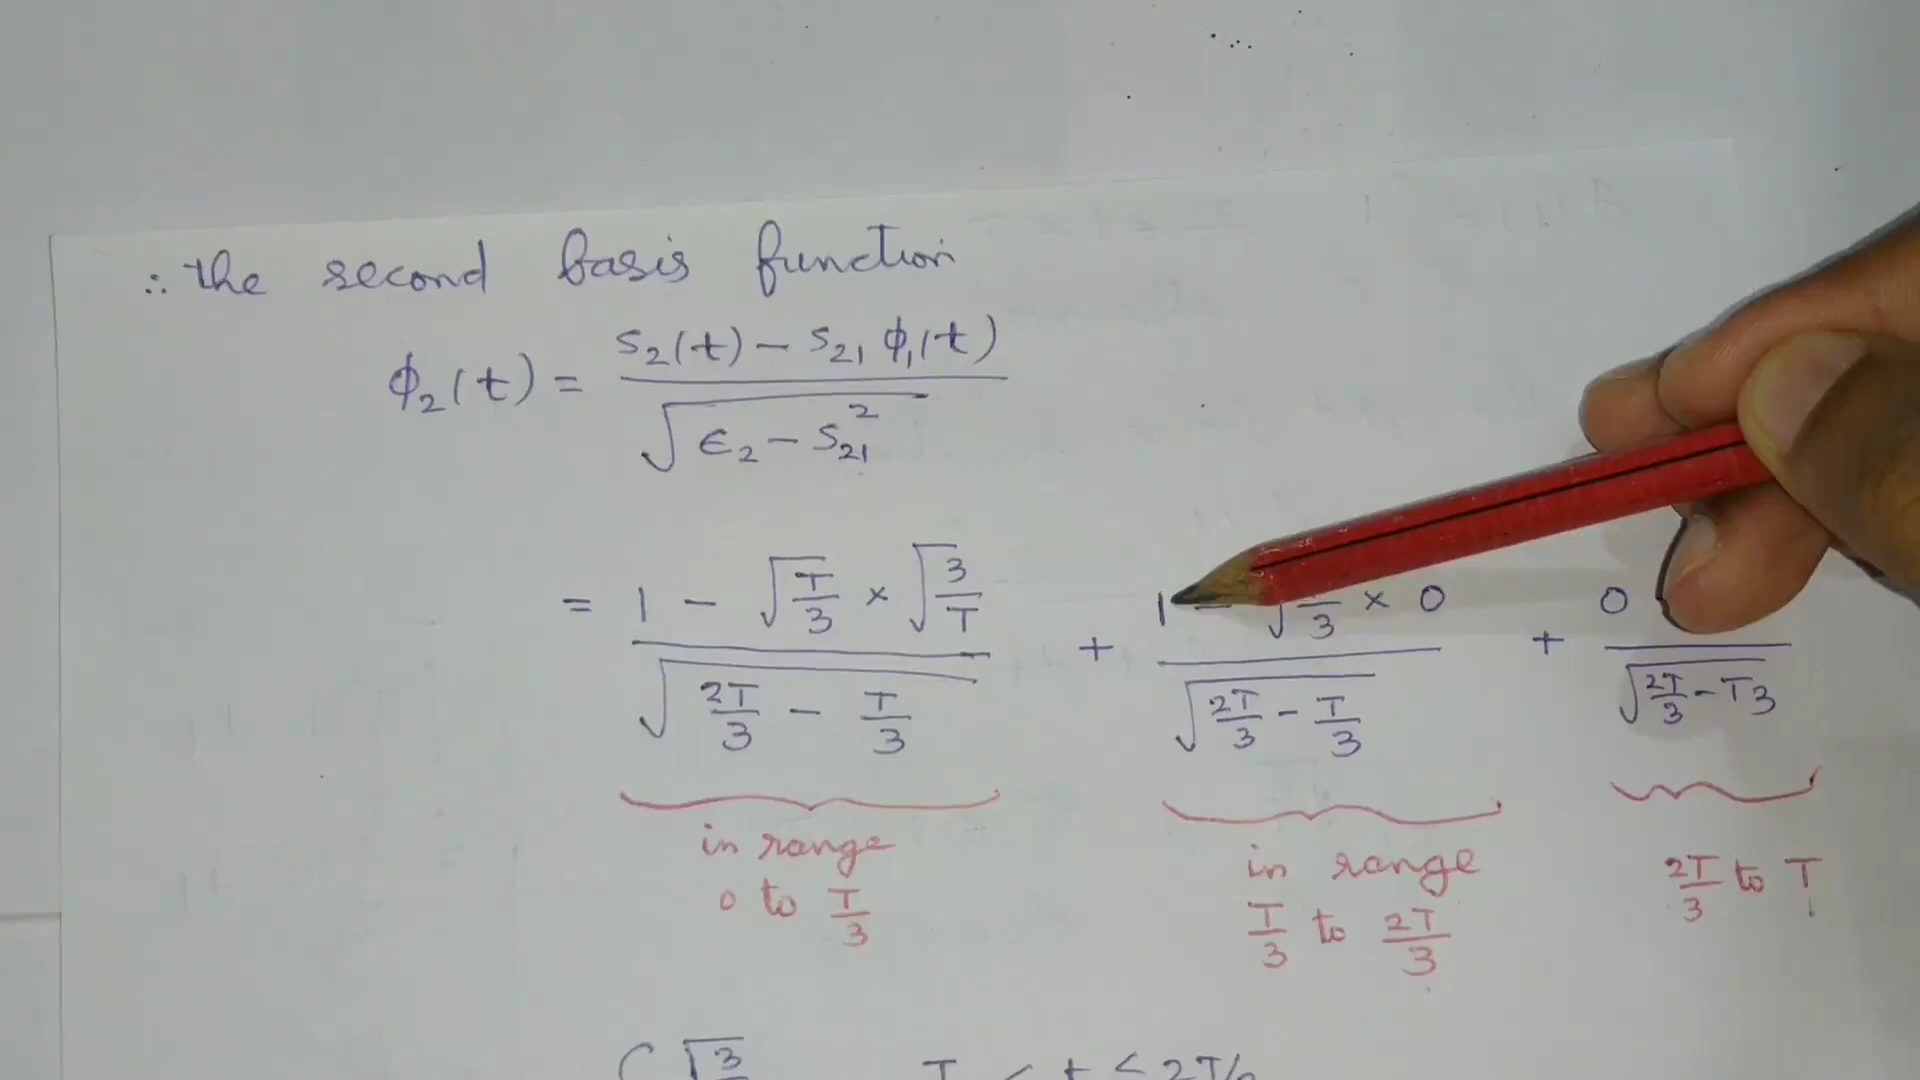 ∴ the second basis function
ϕ₂(t) = (s₂(t) − s₂₁ ϕ₁(t)) / √(ϵ₂ − s₂₁²)
= (1 − √(T/3) × √(3/T)) / √(2T/3 − T/3) + (1 − √(/3) × 0) / √(2T/3 − T/3) + 0 / √(2T/3 − T3)
in range 0 to T/3
in range T/3 to 2T/3
2T/3 to T